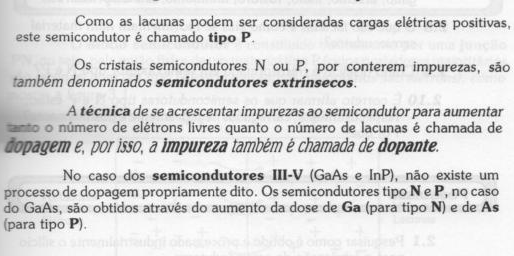 Como as lacunas podem ser consideradas cargas elétricas positivas,
este semicondutor é chamado tipo P.
Os cristais semicondutores N ou P, por conterem impurezas, são
também denominados semicondutores extrínsecos.
A técnica de se acrescentar impurezas ao semicondutor para aumentar
tanto o número de elétrons livres quanto o número de lacunas é chamada de
dopagem e, por isso, a impureza também é chamada de dopante.
No caso dos semicondutores III-V (GaAs e InP), não existe um
processo de dopagem propriamente dito. Os semicondutores tipo N e P, no caso
do GaAs, são obtidos através do aumento da dose de Ga (para tipo N) e de As
(para tipo P).